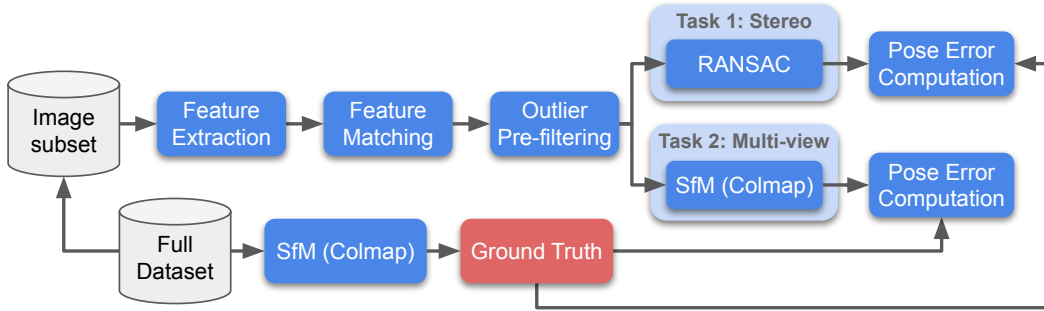 Task 1: Stereo
RANSAC
Pose Error
Computation
Image
subset
Feature
Extraction
Feature
Matching
Outlier
Pre-filtering
Task 2: Multi-view
SfM (Colmap)
Pose Error
Computation
Full
Dataset
SfM (Colmap)
Ground Truth